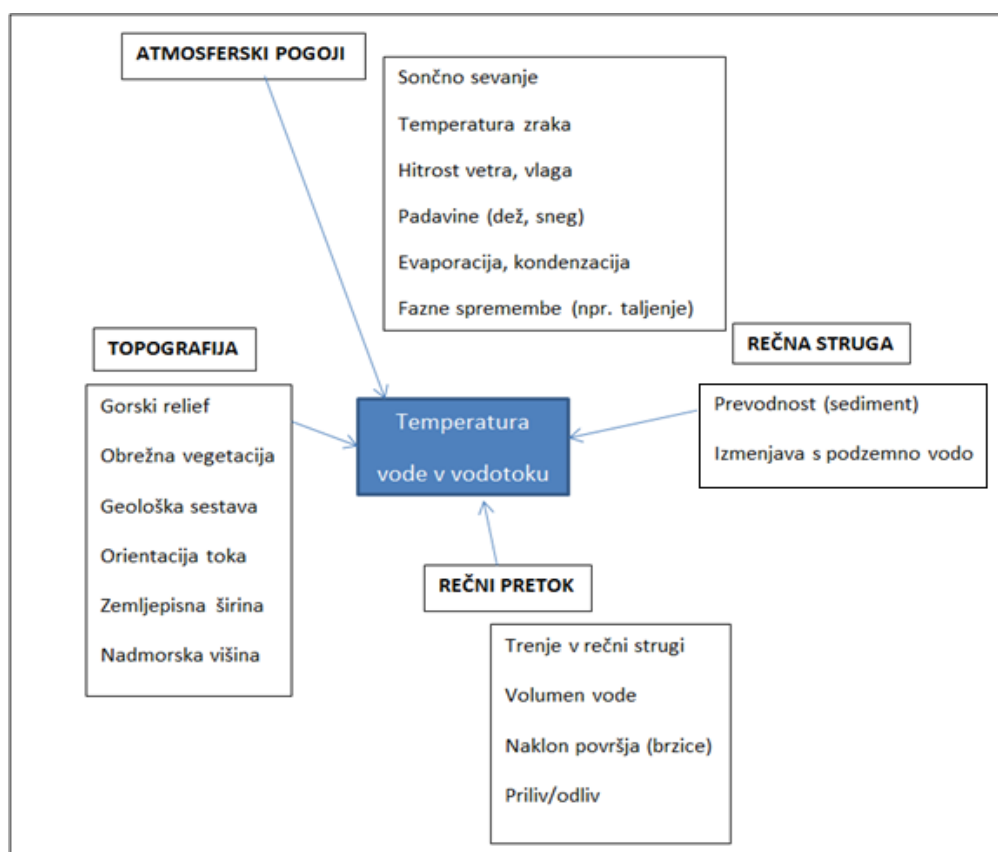 ATMOSFERSKI POGOJI
Sončno sevanje
Temperatura zraka
Hitrost vetra, vlaga
Padavine (dež, sneg)
Evaporacija, kondenzacija
Fazne spremembe (npr. taljenje)
TOPOGRAFIJA
Gorski relief
Obrežna vegetacija
Geološka sestava
Orientacija toka
Zemljepisna širina
Nadmorska višina
Temperatura
vode v vodotoku
REČNA STRUGA
Prevodnost (sediment)
Izmenjava s podzemno vodo
REČNI PRETOK
Trenje v rečni strugi
Volumen vode
Naklon površja (brzice)
Priliv/odliv